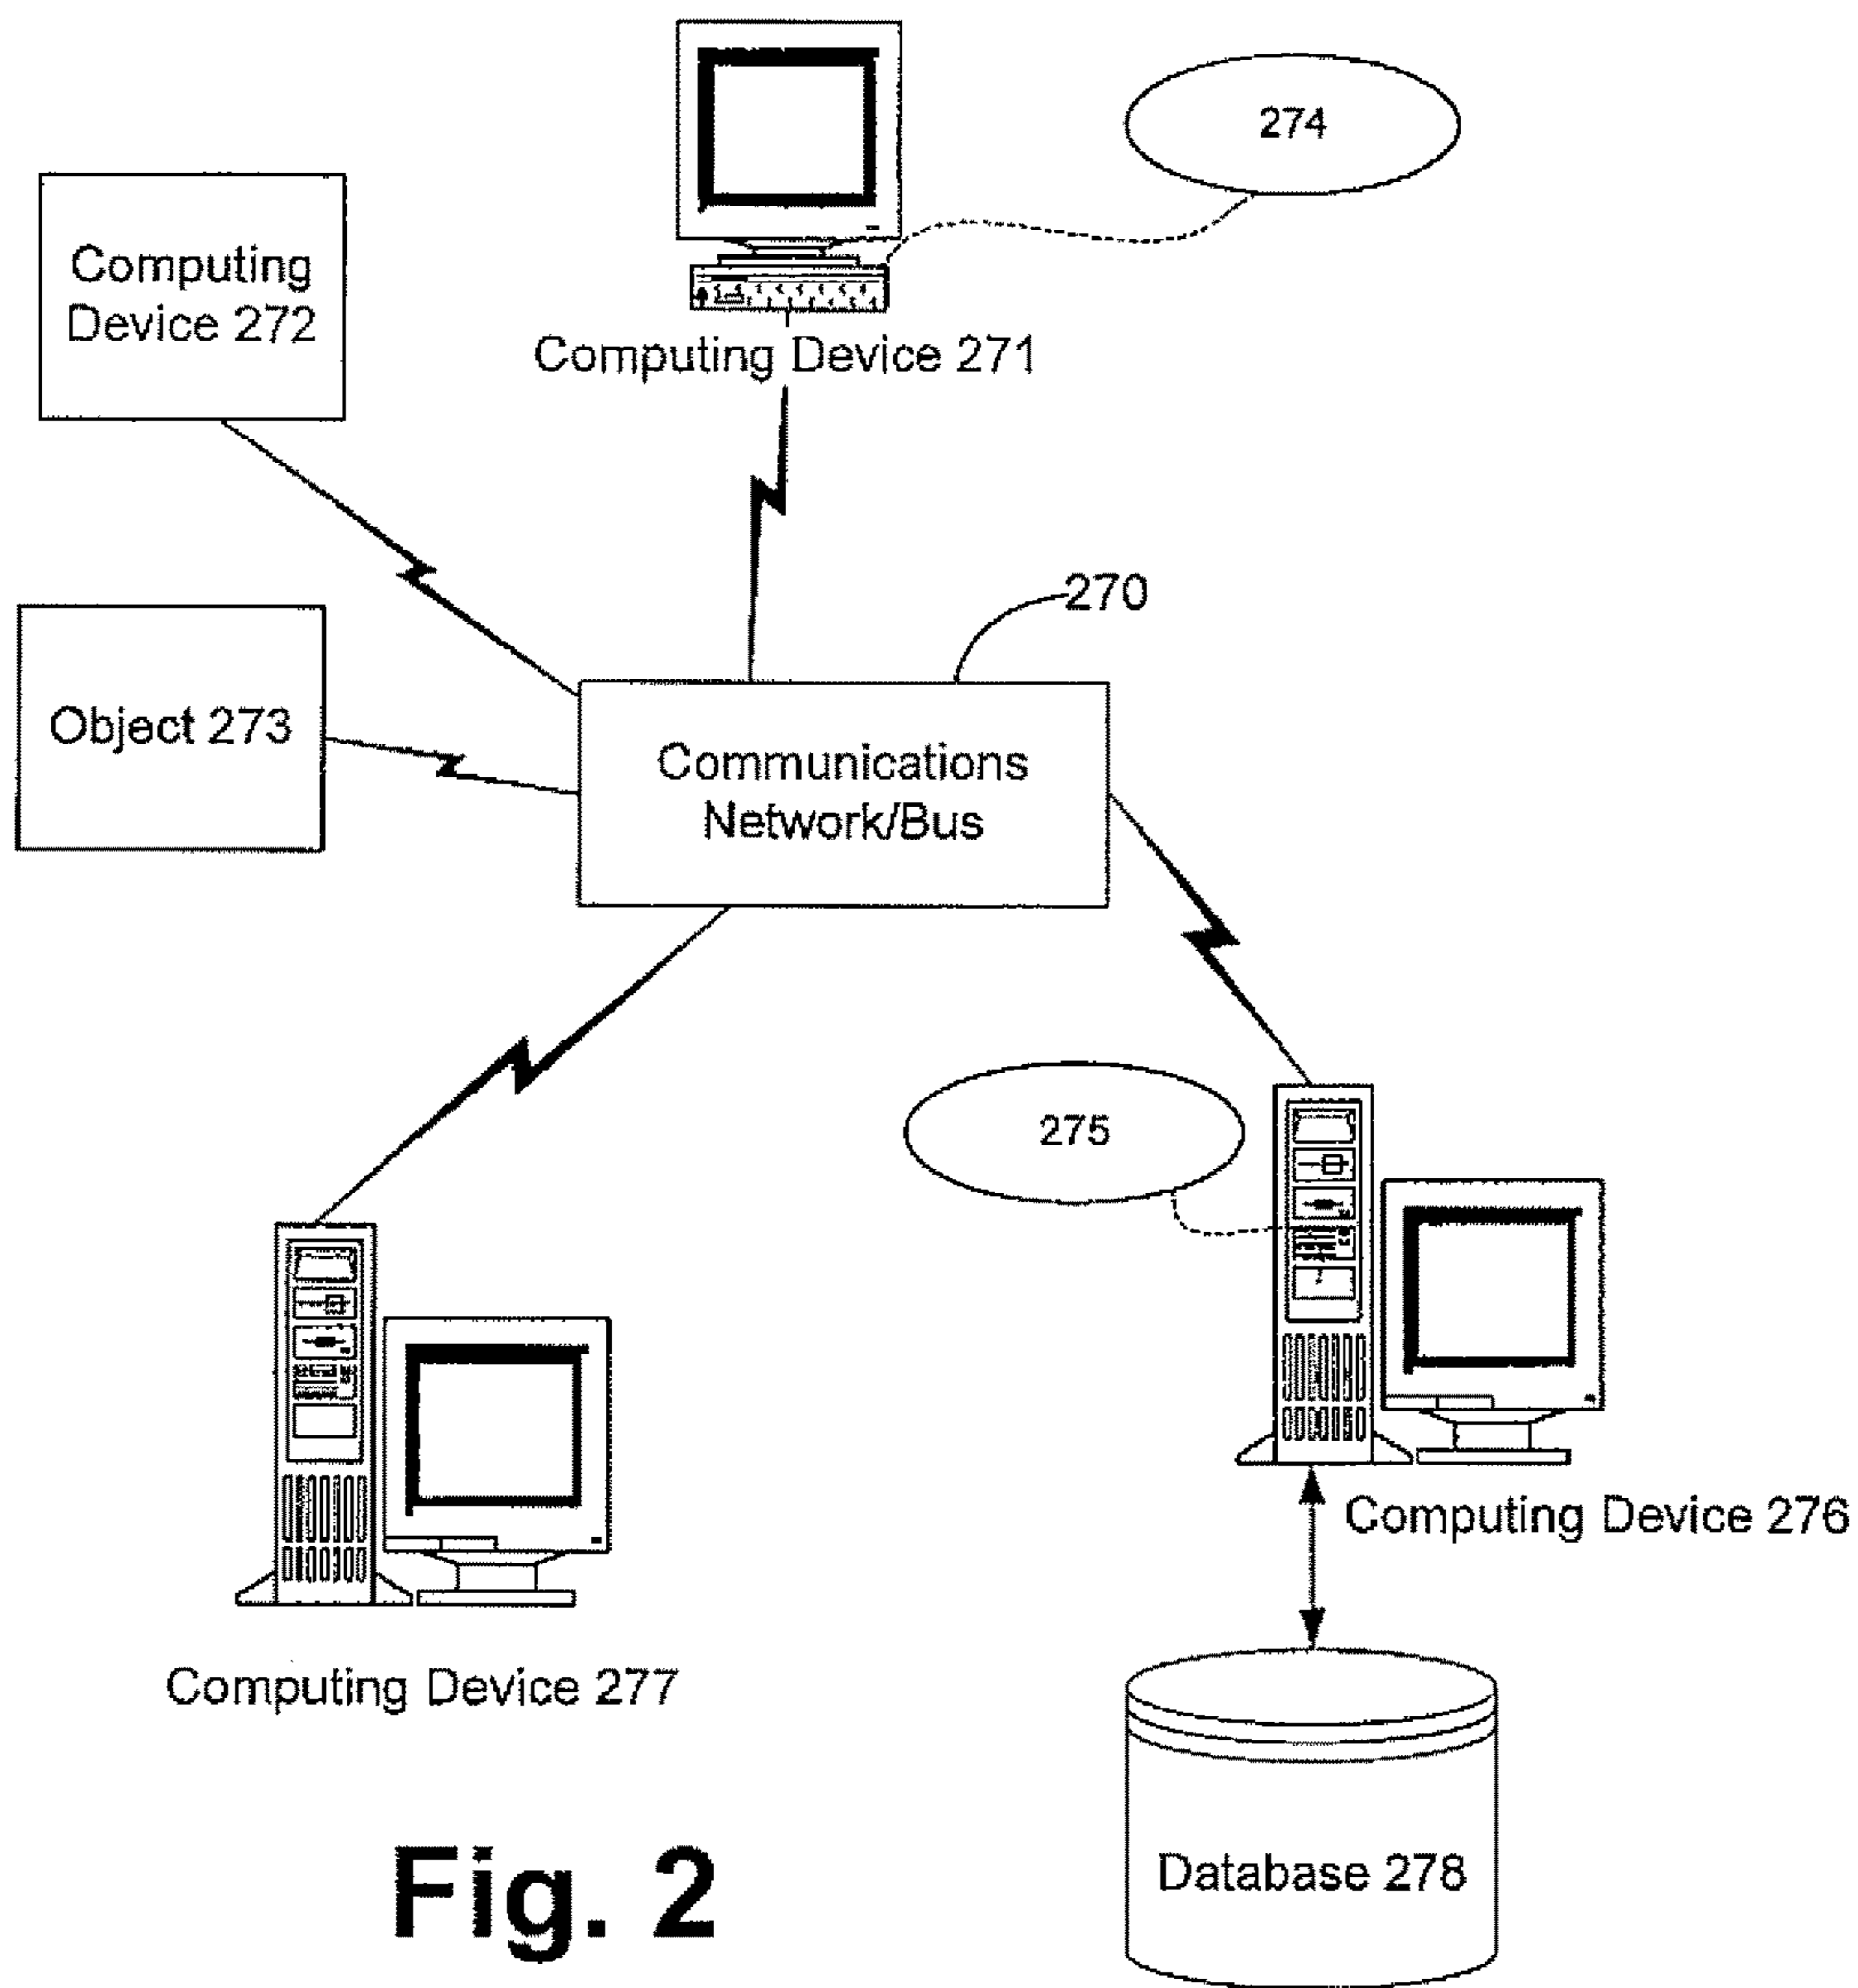 274
Computing
Device 272
Computing Device 271
270
Object 273
Communications
Network/Bus
275
Computing Device 276
Computing Device 277
Database 278
Fig. 2